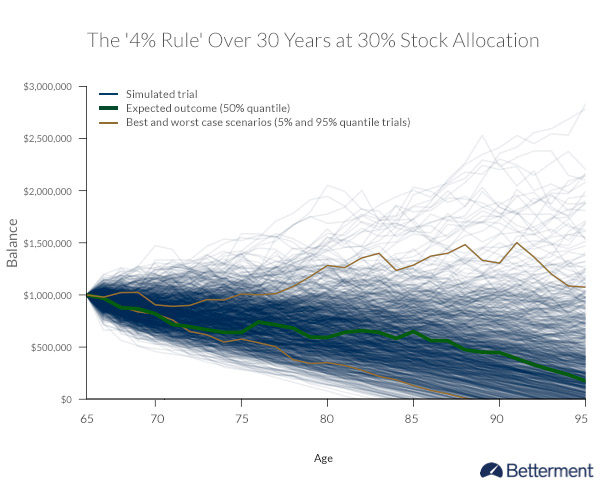 The '4% Rule' Over 30 Years at 30% Stock Allocation
$3,000,000
$2,500,000
$2,000,000
$1,500,000
$1,000,000
$500,000
$0
Balance
Simulated trial
Expected outcome (50% quantile)
Best and worst case scenarios (5% and 95% quantile trials)
65
70
75
80
85
90
95
Age
Betterment